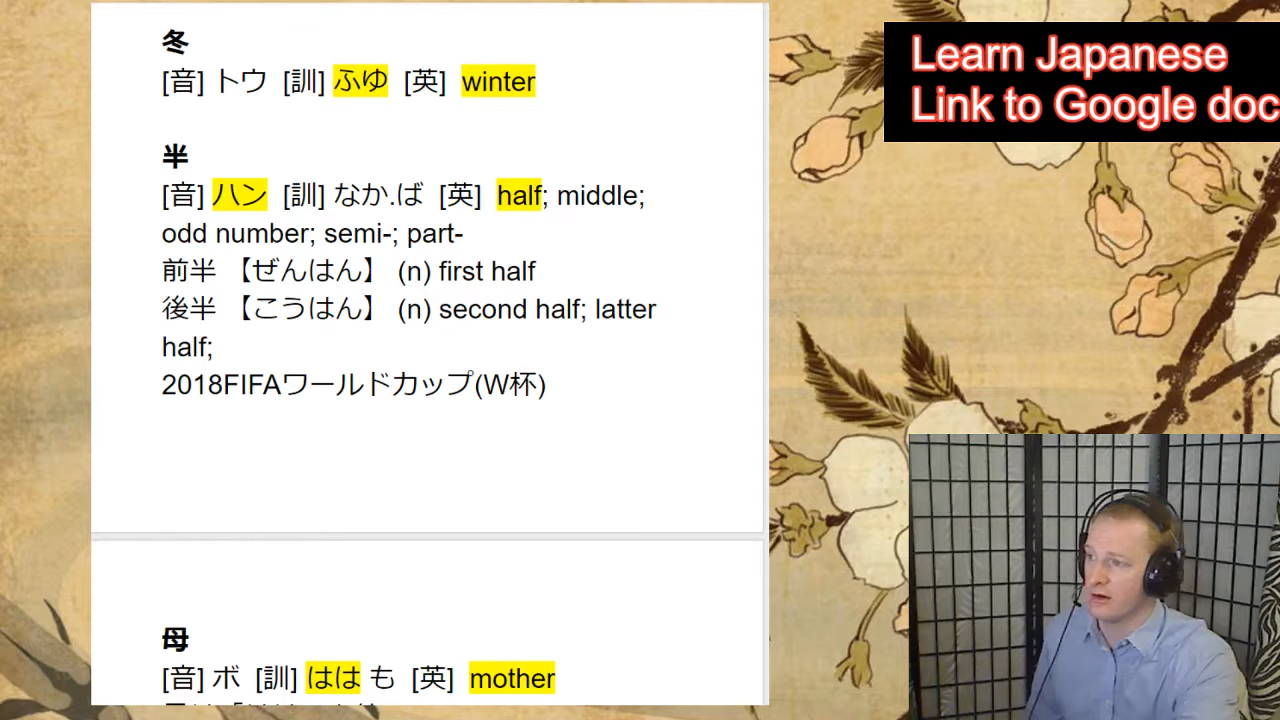 冬
[音] トウ [訓] ふゆ [英] winter
半
[音] ハン [訓] なか.ば [英] half; middle;
odd number; semi-; part-
前半 【ぜんはん】 (n) first half
後半 【こうはん】 (n) second half; latter
half;
2018FIFAワールドカップ(W杯)
母
[音] ボ [訓] はは も [英] mother
Learn Japanese
Link to Google doc